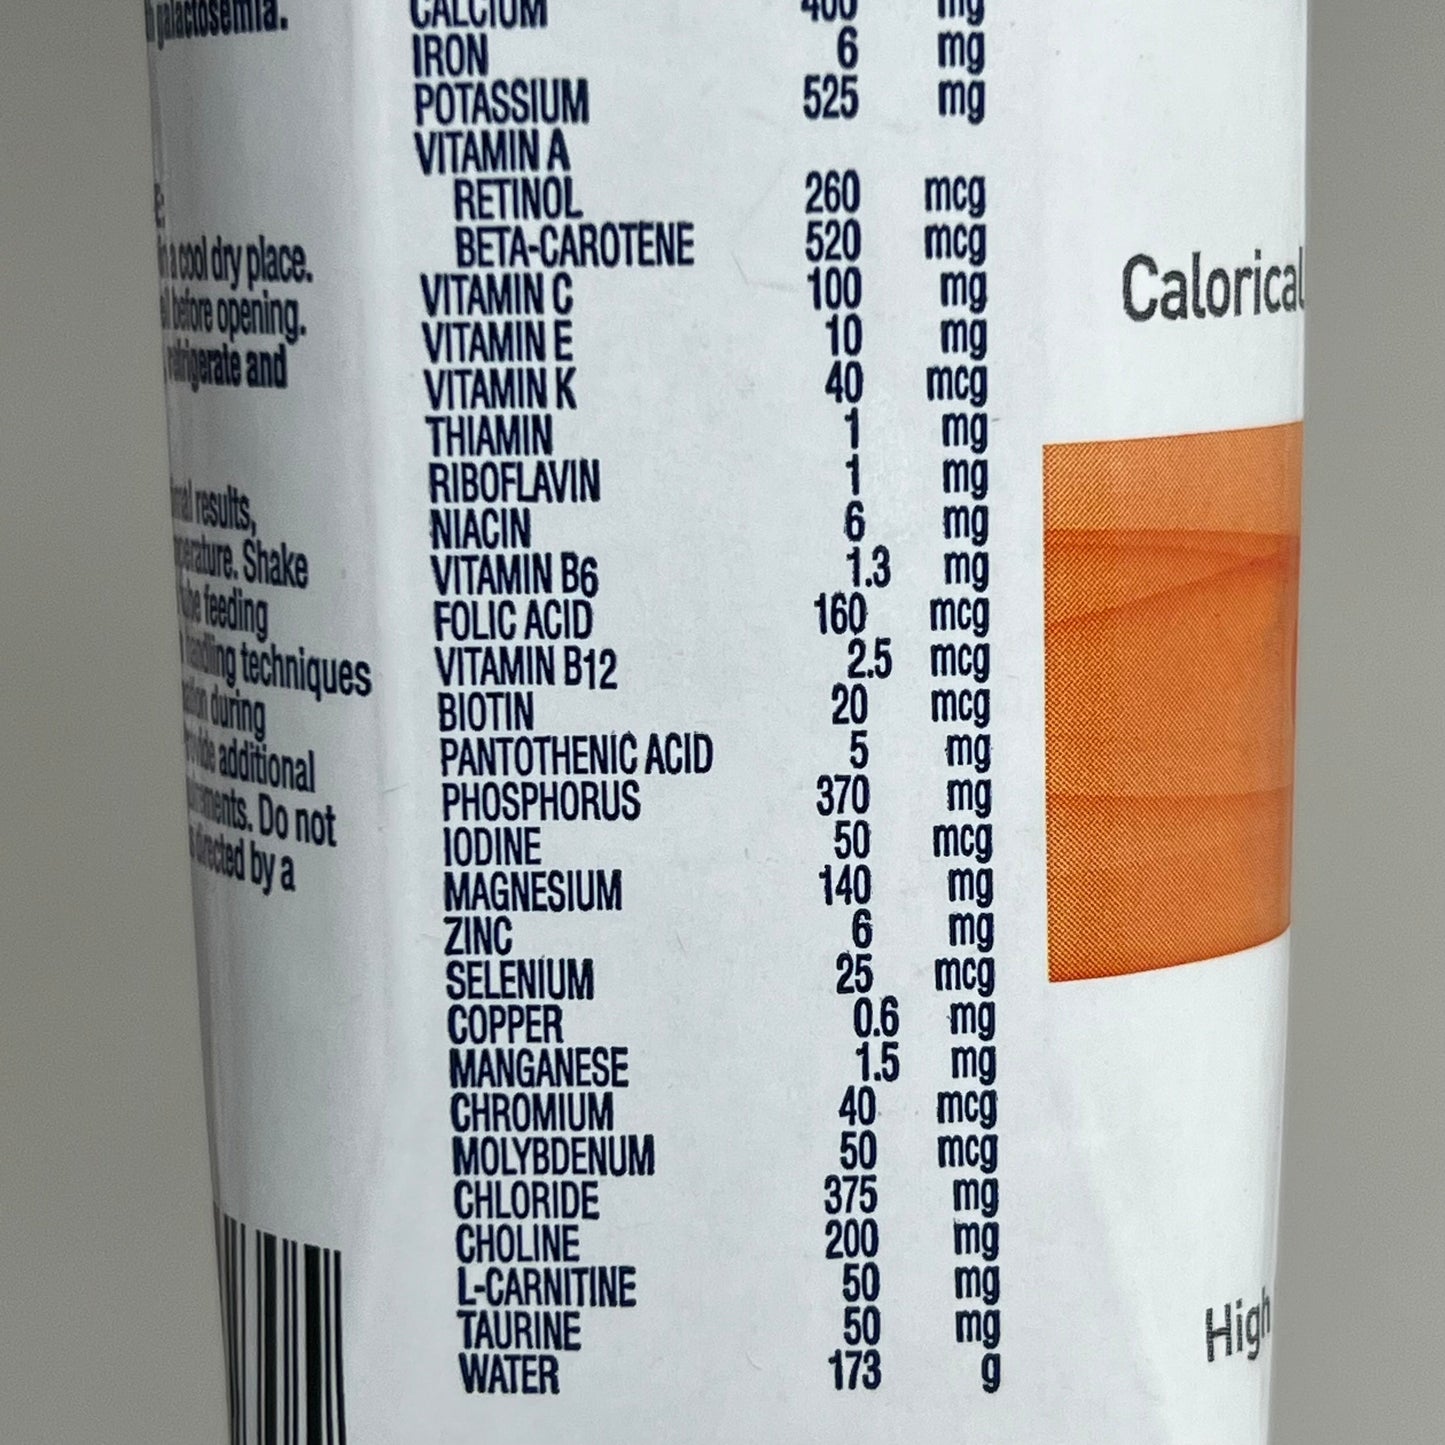 galactosemia.
a cool dry place.
before opening.
refrigerate and
results,
Shake
feeding
handling techniques
during
additional
Do not
directed by a
CALCIUM 400 mg
IRON 6 mg
POTASSIUM 525 mg
VITAMIN A
RETINOL 260 mcg
BETA-CAROTENE 520 mcg
VITAMIN C 100 mg
VITAMIN E 10 mg
VITAMIN K 40 mcg
THIAMIN 1 mg
RIBOFLAVIN 1 mg
NIACIN 6 mg
VITAMIN B6 1.3 mg
FOLIC ACID 160 mcg
VITAMIN B12 2.5 mcg
BIOTIN 20 mcg
PANTOTHENIC ACID 5 mg
PHOSPHORUS 370 mg
IODINE 50 mcg
MAGNESIUM 140 mg
ZINC 6 mg
SELENIUM 25 mcg
COPPER 0.6 mg
MANGANESE 1.5 mg
CHROMIUM 40 mcg
MOLYBDENUM 50 mcg
CHLORIDE 375 mg
CHOLINE 200 mg
L-CARNITINE 50 mg
TAURINE 50 mg
WATER 173 g
Calorical
High